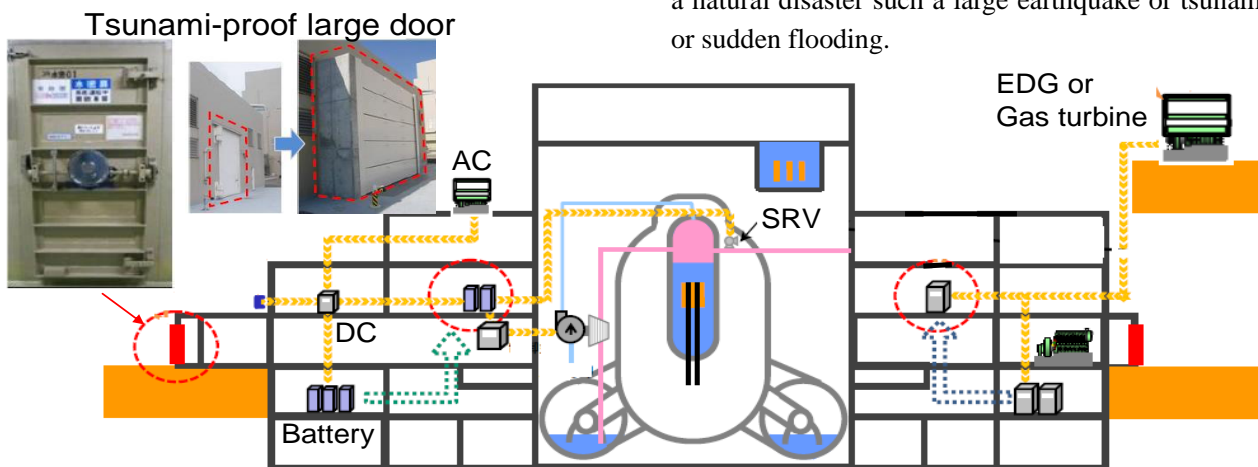 a natural disaster such a large earthquake or tsunami
or sudden flooding.
Tsunami-proof large door
EDG or
Gas turbine
AC
SRV
DC
Battery